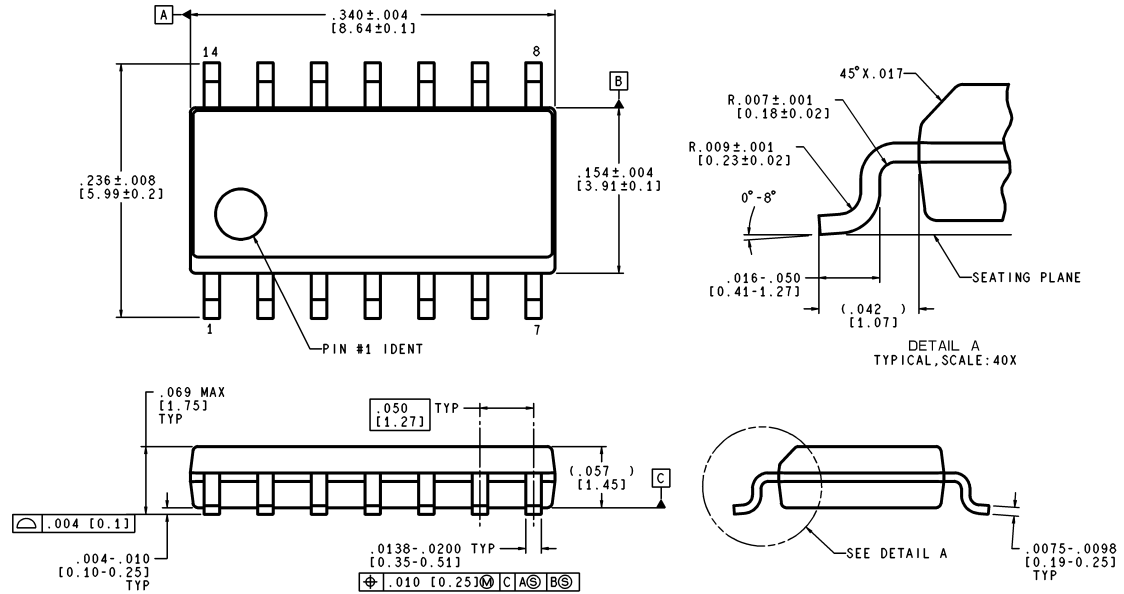 A
.340±.004
[8.64±0.1]
14
8
B
.236±.008
[5.99±0.2]
.154±.004
[3.91±0.1]
1
7
PIN #1 IDENT
45°X.017
R.007±.001
[0.18±0.02]
R.009±.001
[0.23±0.02]
0°-8°
SEATING PLANE
.016-.050
[0.41-1.27]
(.042 )
[1.07]
DETAIL A
TYPICAL,SCALE:40X
.069 MAX
[1.75]
TYP
.050 TYP
[1.27]
(.057 )
[1.45]
C
.004 [0.1]
.004-.010
[0.10-0.25]
TYP
.0138-.0200 TYP
[0.35-0.51]
⌖ .010 [0.25]Ⓜ C AⓈ BⓈ
SEE DETAIL A
.0075-.0098
[0.19-0.25]
TYP